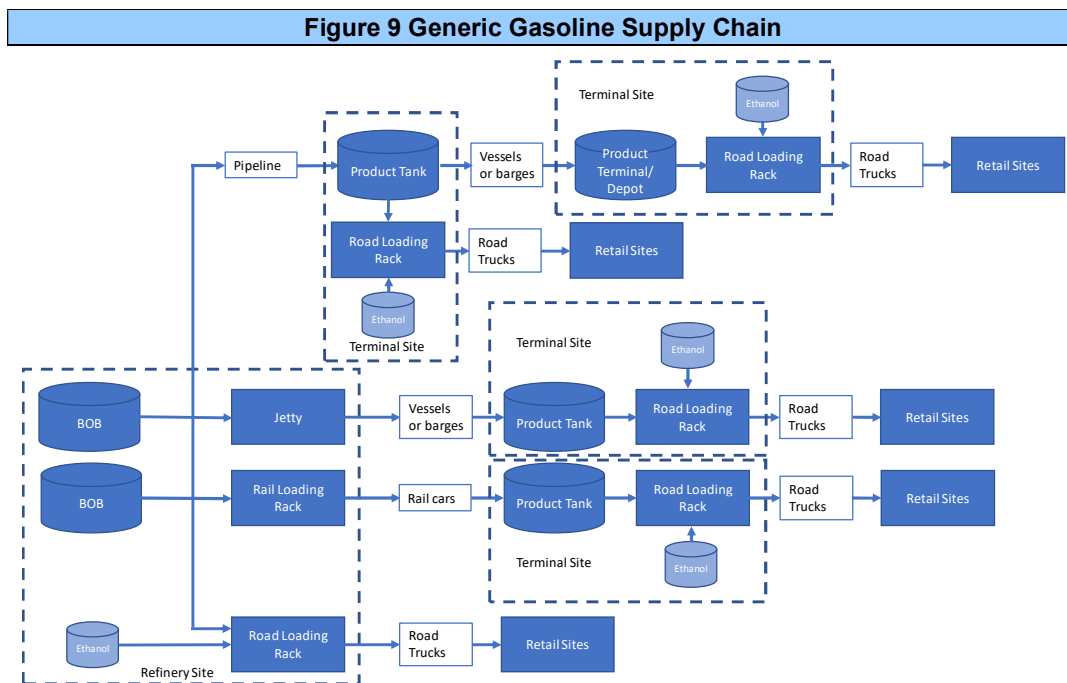 Figure 9 Generic Gasoline Supply Chain
Terminal Site
Ethanol
Pipeline
Product Tank
Vessels
or barges
Product
Terminal/
Depot
Road Loading
Rack
Road
Trucks
Retail Sites
Road Loading
Rack
Road
Trucks
Retail Sites
Ethanol
Terminal Site
Terminal Site
Ethanol
BOB
Jetty
Vessels
or barges
Product Tank
Road Loading
Rack
Road
Trucks
Retail Sites
BOB
Rail Loading
Rack
Rail cars
Product Tank
Road Loading
Rack
Road
Trucks
Retail Sites
Terminal Site
Ethanol
Ethanol
Road Loading
Rack
Road
Trucks
Retail Sites
Refinery Site